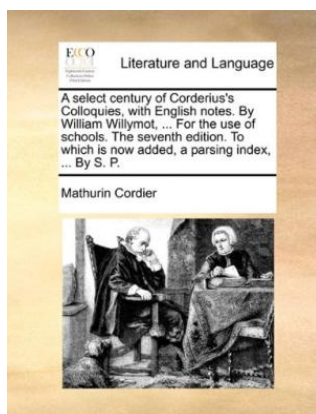 ECCO
Literature and Language
A select century of Corderius's
Colloquies, with English notes. By
William Willymot, ... For the use of
schools. The seventh edition. To
which is now added, a parsing index,
... By S. P.
Mathurin Cordier